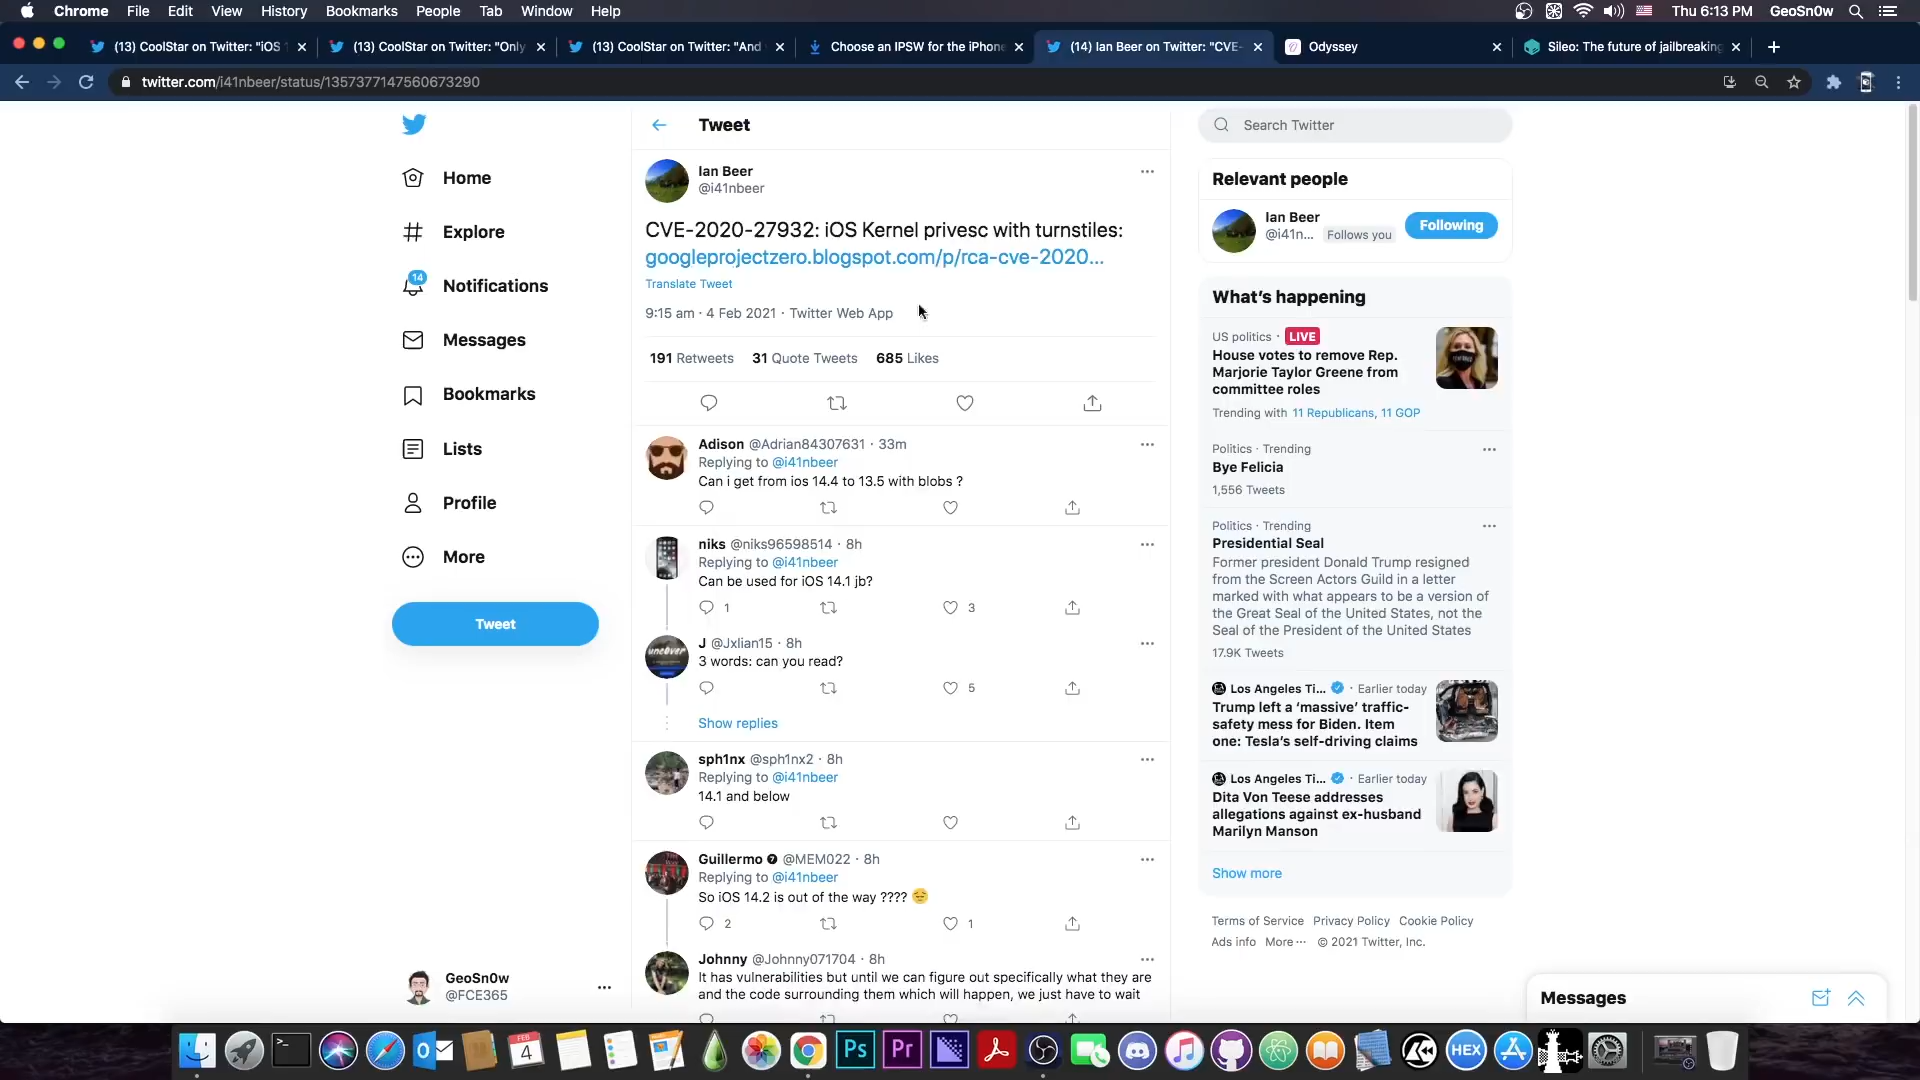 Chrome File Edit View History Bookmarks People Tab Window Help
Thu 6:13 PM GeoSn0w
(13) CoolStar on Twitter: "iOS
(13) CoolStar on Twitter: "Only
(13) CoolStar on Twitter: "And
Choose an IPSW for the iPhone
(14) Ian Beer on Twitter: "CVE-
Odyssey
Sileo: The future of jailbreaking
twitter.com/i41nbeer/status/1357377147560673290
Home
Explore
14
Notifications
Messages
Bookmarks
Lists
Profile
More
Tweet
GeoSn0w
@FCE365
Tweet
Ian Beer
@i41nbeer
CVE-2020-27932: iOS Kernel privesc with turnstiles:
googleprojectzero.blogspot.com/p/rca-cve-2020...
Translate Tweet
9:15 am · 4 Feb 2021 · Twitter Web App
191 Retweets 31 Quote Tweets 685 Likes
Adison @Adrian84307631 · 33m
Replying to @i41nbeer
Can i get from ios 14.4 to 13.5 with blobs ?
niks @niks96598514 · 8h
Replying to @i41nbeer
Can be used for iOS 14.1 jb?
1 3
unc0ver
J @Jxlian15 · 8h
3 words: can you read?
5
Show replies
sph1nx @sph1nx2 · 8h
Replying to @i41nbeer
14.1 and below
Guillermo @MEM022 · 8h
Replying to @i41nbeer
So iOS 14.2 is out of the way ???? 😔
2 1
Johnny @Johnny071704 · 8h
It has vulnerabilities but until we can figure out specifically what they are
and the code surrounding them which will happen, we just have to wait
Search Twitter
Relevant people
Ian Beer
@i41n... Follows you
Following
What's happening
US politics · LIVE
House votes to remove Rep.
Marjorie Taylor Greene from
committee roles
Trending with 11 Republicans, 11 GOP
Politics · Trending
Bye Felicia
1,556 Tweets
Politics · Trending
Presidential Seal
Former president Donald Trump resigned
from the Screen Actors Guild in a letter
marked with what appears to be a version of
the Great Seal of the United States, not the
Seal of the President of the United States
17.9K Tweets
Los Angeles Ti... · Earlier today
Trump left a 'massive' traffic-
safety mess for Biden. Item
one: Tesla's self-driving claims
Los Angeles Ti... · Earlier today
Dita Von Teese addresses
allegations against ex-husband
Marilyn Manson
Show more
Terms of Service Privacy Policy Cookie Policy
Ads info More ··· © 2021 Twitter, Inc.
Messages
FEB
4
Ps
Pr
HEX